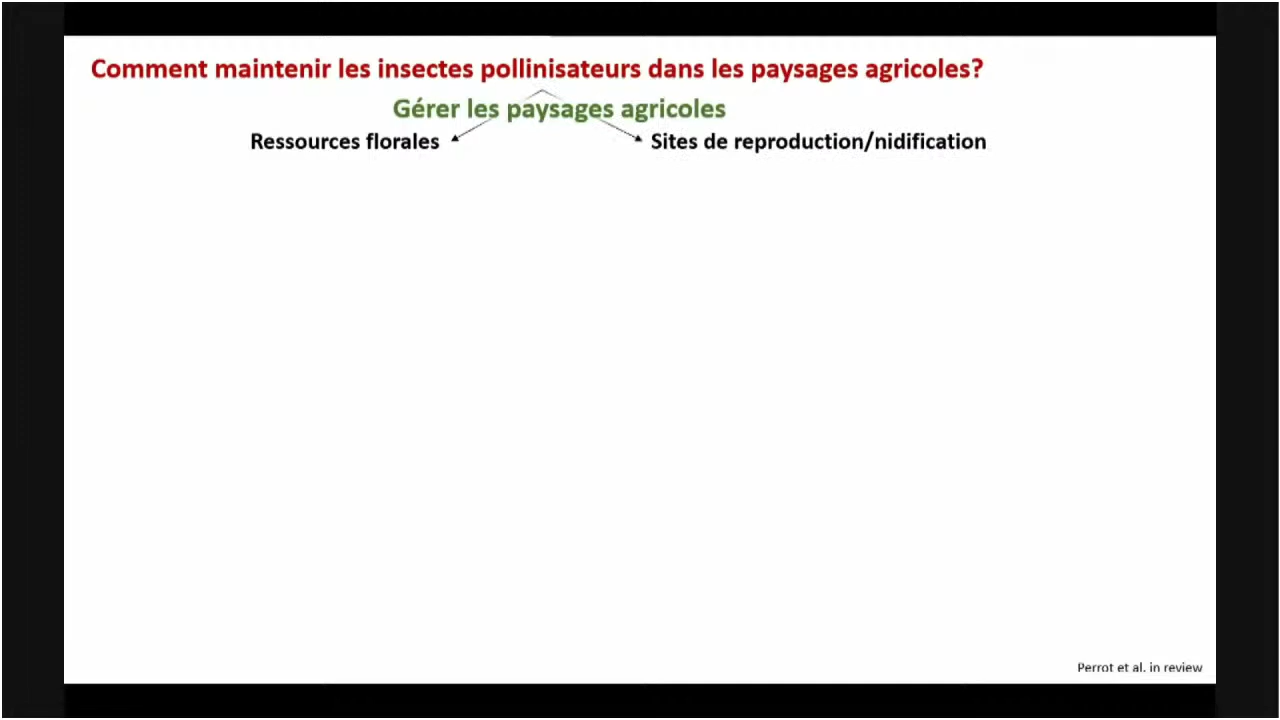 Comment maintenir les insectes pollinisateurs dans les paysages agricoles?
Gérer les paysages agricoles
Ressources florales
Sites de reproduction/nidification
Perrot et al. in review